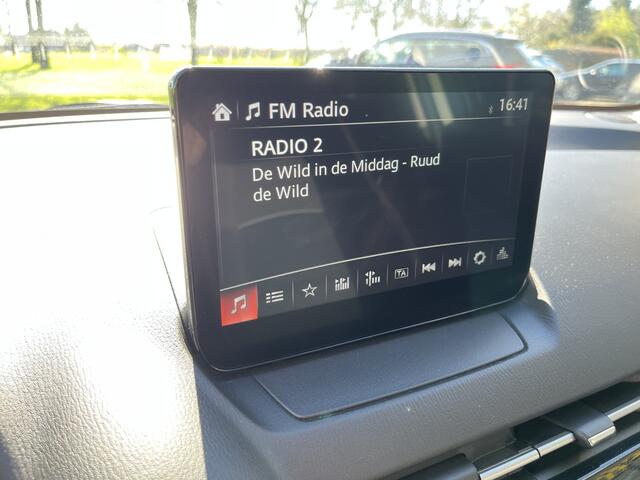 FM Radio 16:41
RADIO 2
De Wild in de Middag - Ruud
de Wild
TA